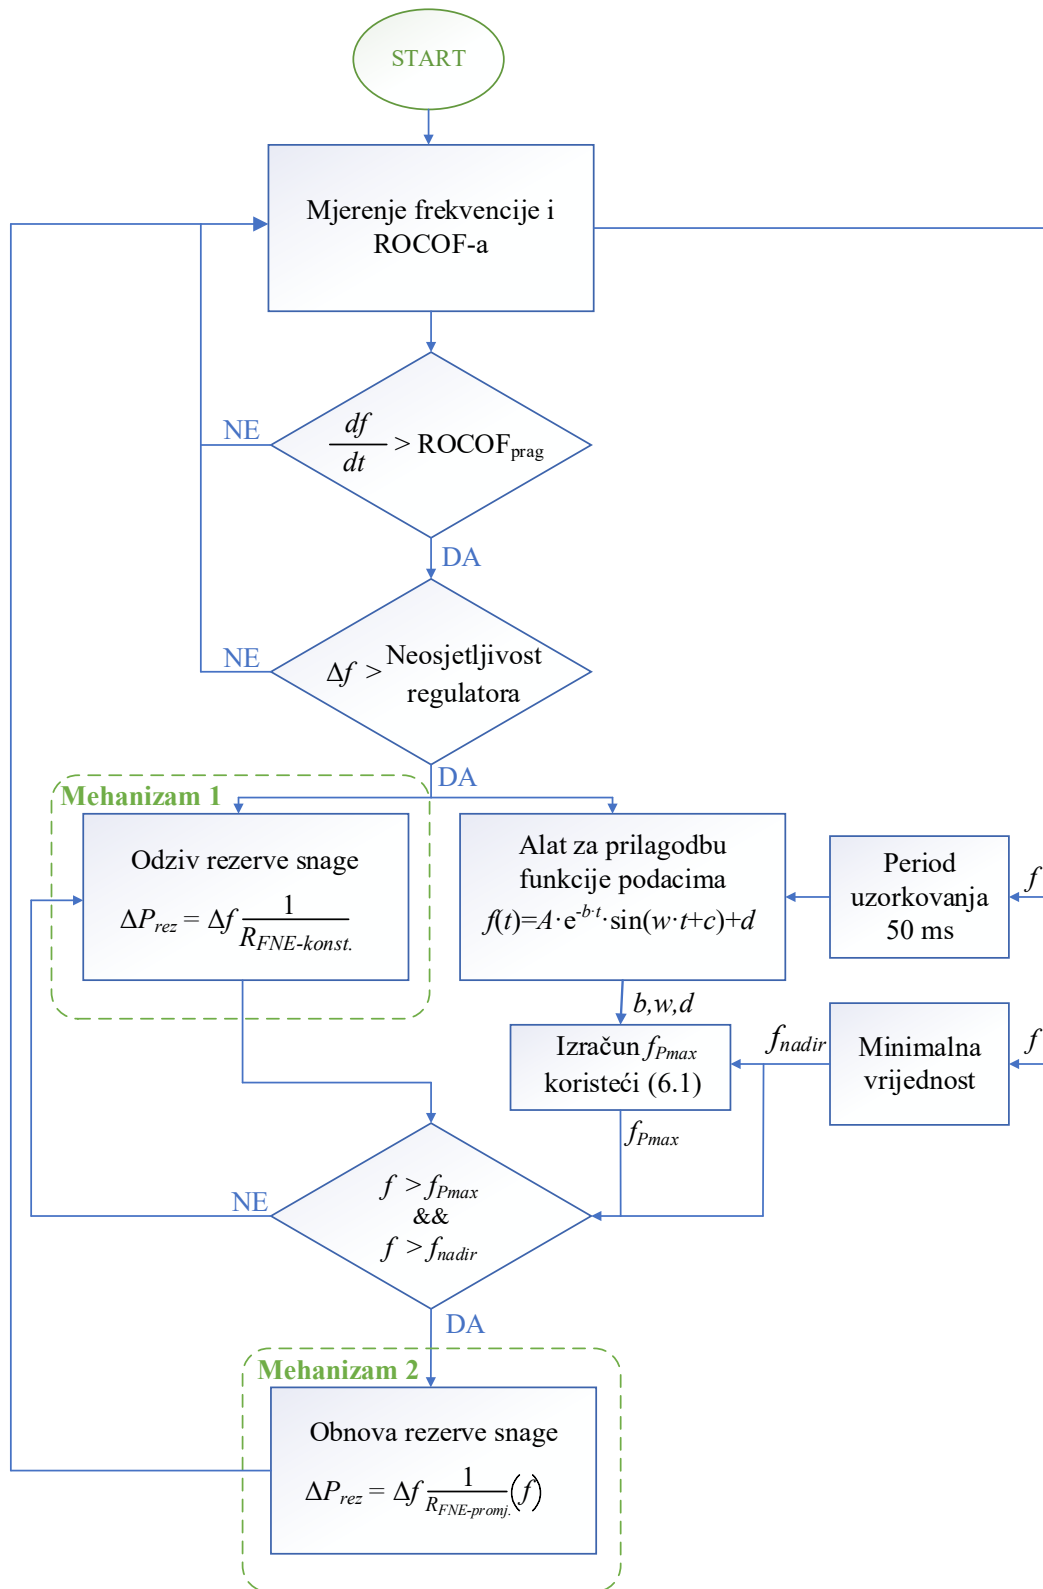 START
Mjerenje frekvencije i
ROCOF-a
NE
df/dt > ROCOF_prag
DA
NE
Δf > Neosjetljivost
regulatora
DA
Mehanizam 1
Odziv rezerve snage
ΔP_rez = Δf 1/R_FNE-konst.
Alat za prilagodbu
funkcije podacima
f(t)=A·e^-b·t·sin(w·t+c)+d
Period
uzorkovanja
50 ms
f
b,w,d
Izračun f_Pmax
koristeći (6.1)
f_nadir
Minimalna
vrijednost
f
f_Pmax
NE
f > f_Pmax
&&
f > f_nadir
DA
Mehanizam 2
Obnova rezerve snage
ΔP_rez = Δf 1/R_FNE-promj. (f)